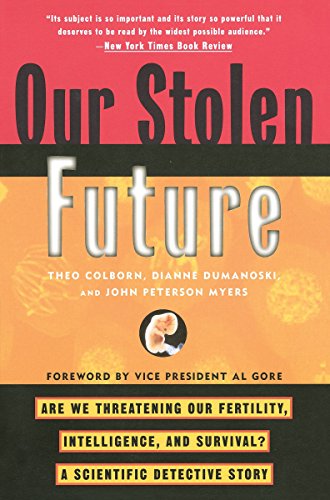 "Its subject is so important and its story so powerful that it
deserves to be read by the widest possible audience."
—New York Times Book Review
Our Stolen
Future
THEO COLBORN, DIANNE DUMANOSKI,
AND JOHN PETERSON MYERS
FOREWORD BY VICE PRESIDENT AL GORE
ARE WE THREATENING OUR FERTILITY,
INTELLIGENCE, AND SURVIVAL?
A SCIENTIFIC DETECTIVE STORY